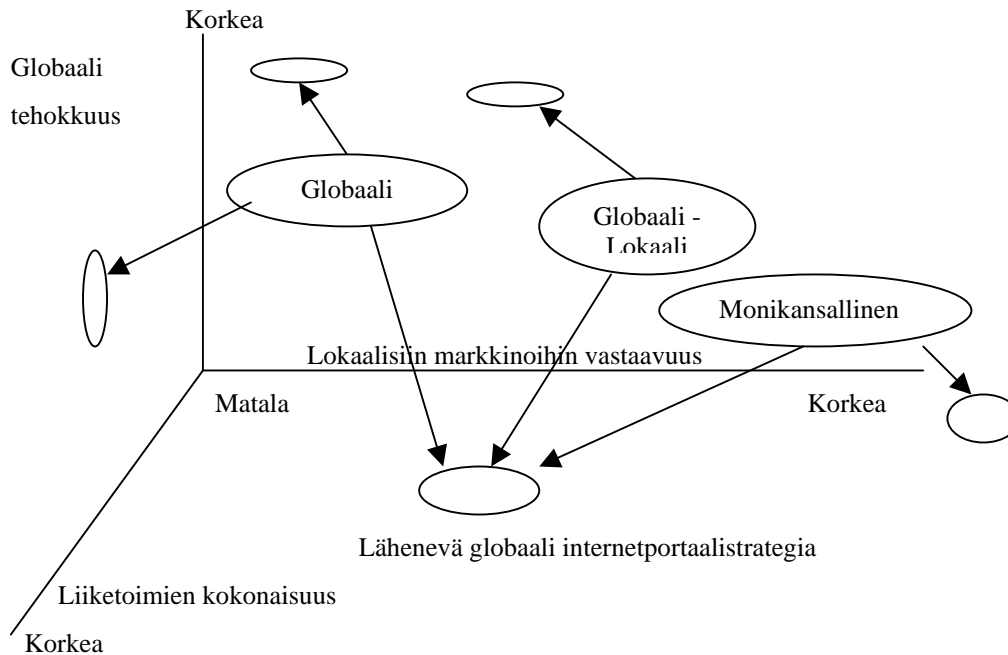 Korkea
Globaali
tehokkuus
Globaali
Globaali -
Lokaali
Monikansallinen
Lokaalisiin markkinoihin vastaavuus
Matala
Korkea
Lähenevä globaali internetportaalistrategia
Liiketoimien kokonaisuus
Korkea